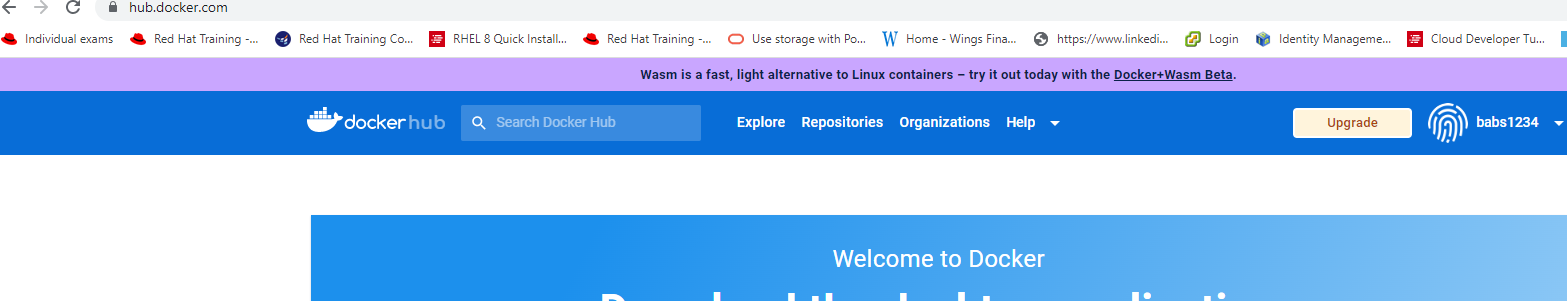 hub.docker.com
Individual exams Red Hat Training -... Red Hat Training Co... RHEL 8 Quick Install... Red Hat Training -... Use storage with Po... Home - Wings Fina... https://www.linkedi... Login Identity Manageme... Cloud Developer Tu...
Wasm is a fast, light alternative to Linux containers – try it out today with the Docker+Wasm Beta.
dockerhub Search Docker Hub Explore Repositories Organizations Help Upgrade babs1234
Welcome to Docker